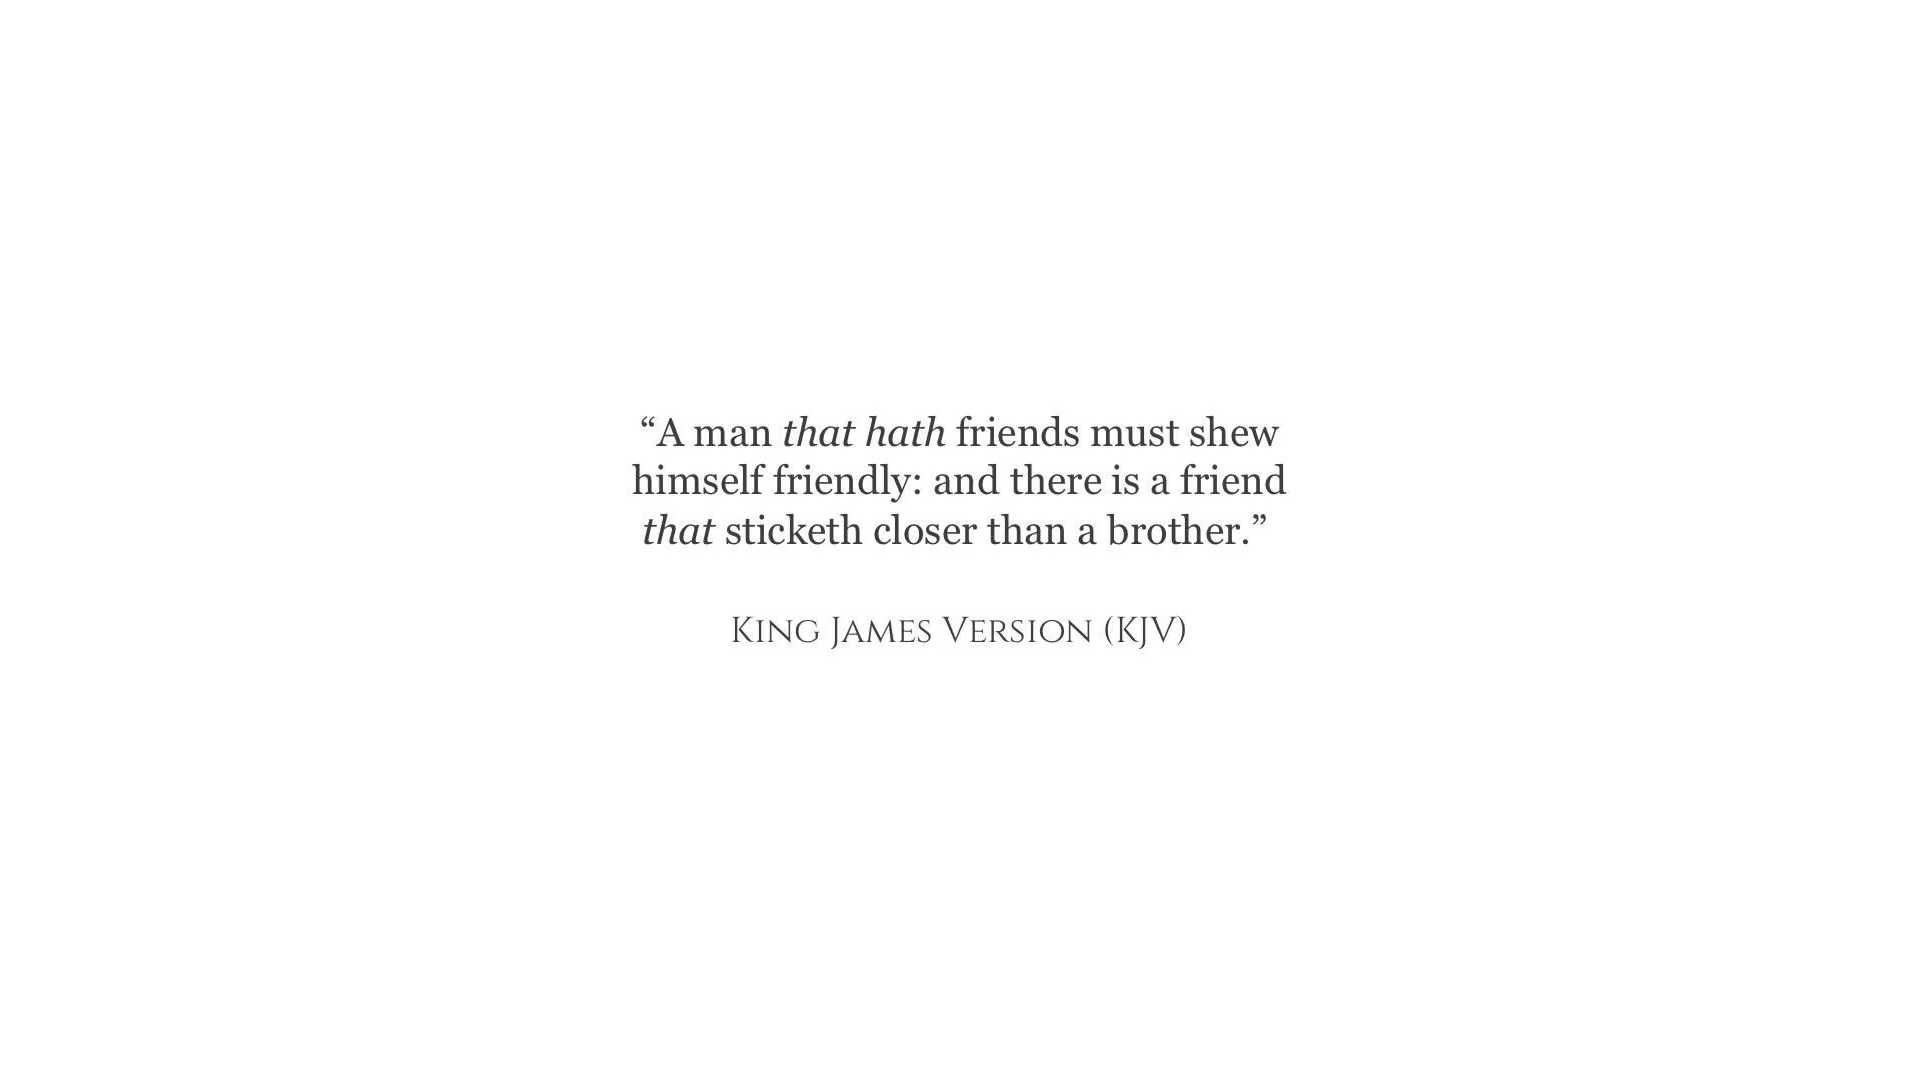 “A man that hath friends must shew
himself friendly: and there is a friend
that sticketh closer than a brother.”
King James Version (KJV)